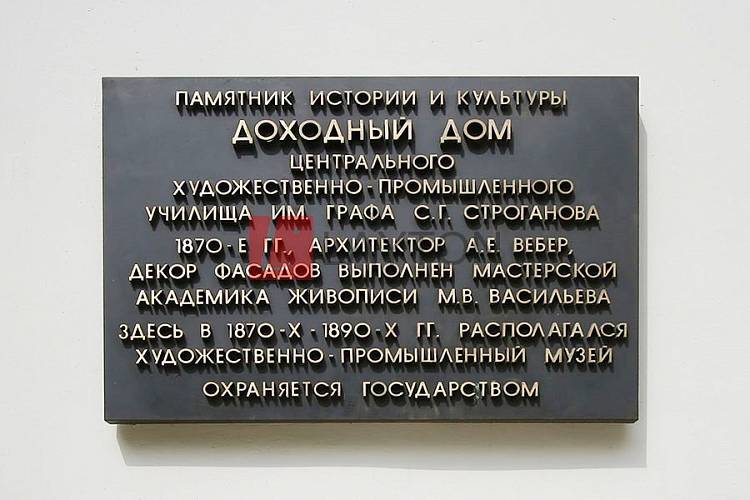 ПАМЯТНИК ИСТОРИИ И КУЛЬТУРЫ
ДОХОДНЫЙ ДОМ
ЦЕНТРАЛЬНОГО
ХУДОЖЕСТВЕННО-ПРОМЫШЛЕННОГО
УЧИЛИЩА ИМ. ГРАФА С.Г. СТРОГАНОВА
1870-Е ГГ., АРХИТЕКТОР А.Е. ВЕБЕР,
ДЕКОР ФАСАДОВ ВЫПОЛНЕН МАСТЕРСКОЙ
АКАДЕМИКА ЖИВОПИСИ М.В. ВАСИЛЬЕВА
ЗДЕСЬ В 1870-Х-1890-Х ГГ. РАСПОЛАГАЛСЯ
ХУДОЖЕСТВЕННО-ПРОМЫШЛЕННЫЙ МУЗЕЙ
ОХРАНЯЕТСЯ ГОСУДАРСТВОМ